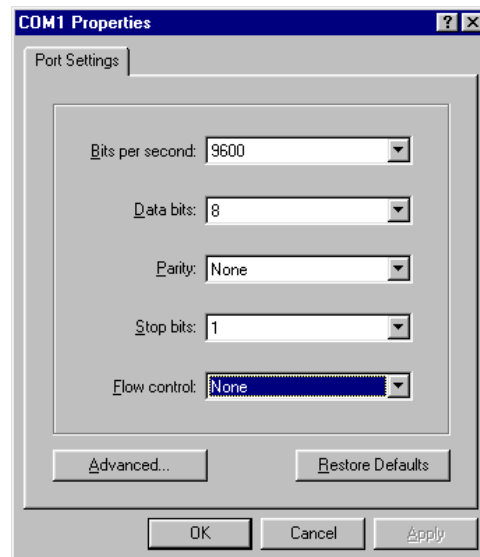 COM1 Properties
Port Settings
Bits per second: 9600
Data bits: 8
Parity: None
Stop bits: 1
Flow control: None
Advanced... Restore Defaults
OK Cancel Apply